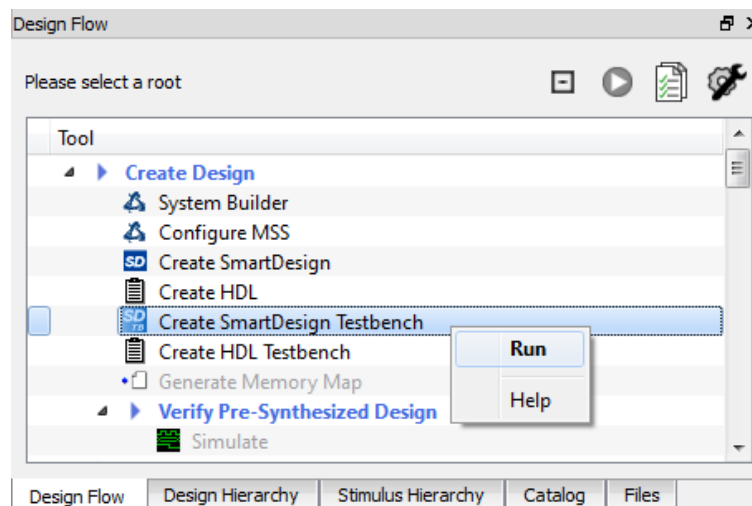 Design Flow
Please select a root
Tool
Create Design
System Builder
Configure MSS
SD Create SmartDesign
Create HDL
SD TB Create SmartDesign Testbench
Create HDL Testbench
Run
Generate Memory Map
Help
Verify Pre-Synthesized Design
Simulate
Design Flow Design Hierarchy Stimulus Hierarchy Catalog Files